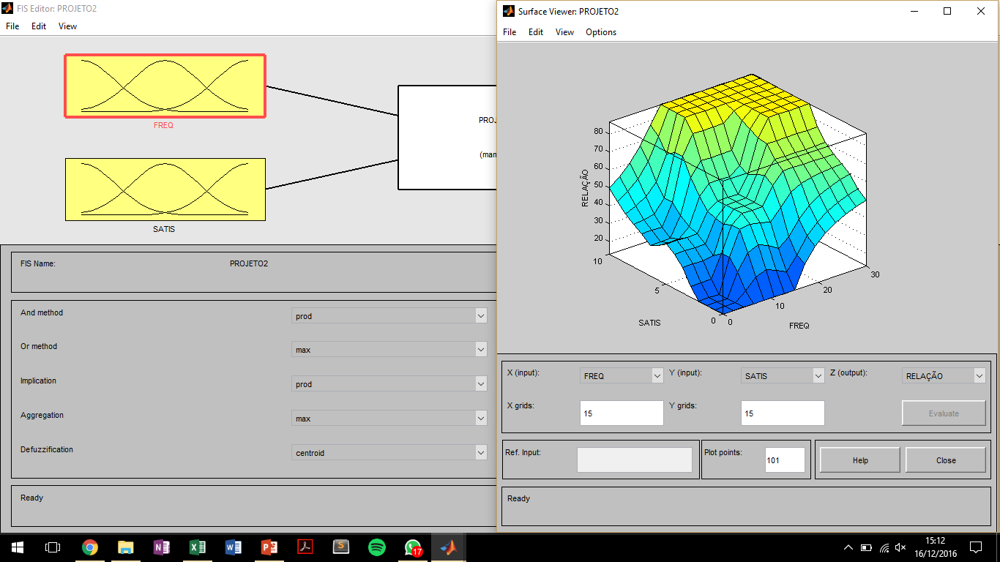 FIS Editor: PROJETO2
File Edit View
FREQ
SATIS
FIS Name: PROJETO2
And method prod
Or method max
Implication prod
Aggregation max
Defuzzification centroid
Ready
Surface Viewer: PROJETO2
File Edit View Options
RELAÇÃO
80
70
60
50
40
30
20
10
5
0
SATIS
0
10
20
30
FREQ
X (input): FREQ Y (input): SATIS Z (output): RELAÇÃO
X grids: 15 Y grids: 15 Evaluate
Ref. Input: Plot points: 101 Help Close
Ready
17
15:12
16/12/2016